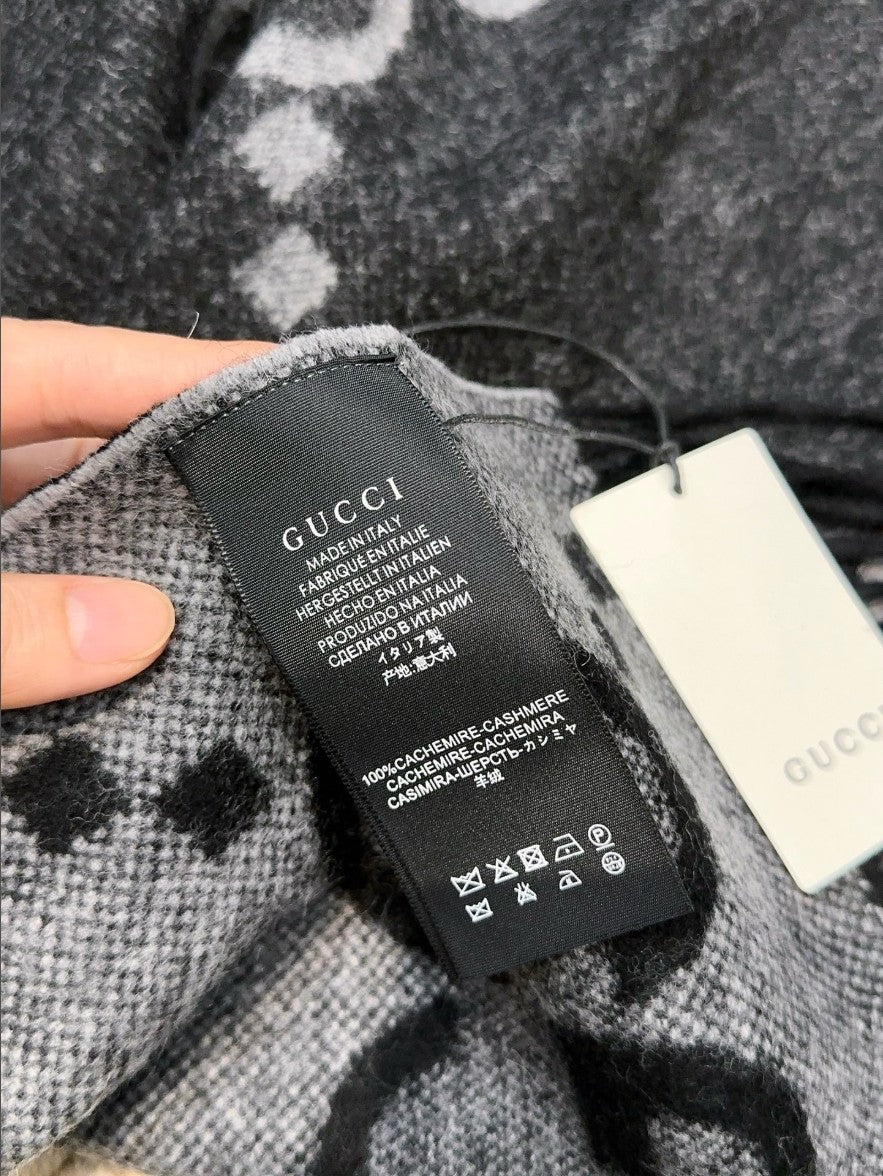 GUCCI
MADE IN ITALY
FABRIQUÉ EN ITALIE
HERGESTELLT IN ITALIEN
HECHO EN ITALIA
PRODUZIDO NA ITALIA
СДЕЛАНО В ИТАЛИИ
イタリア製
产地:意大利
100%CACHEMIRE-CASHMERE
CACHEMIRE-CACHEMIRA
CASIMIRA-ШЕРСТЬ-カシミヤ
羊绒
P
GUCCI